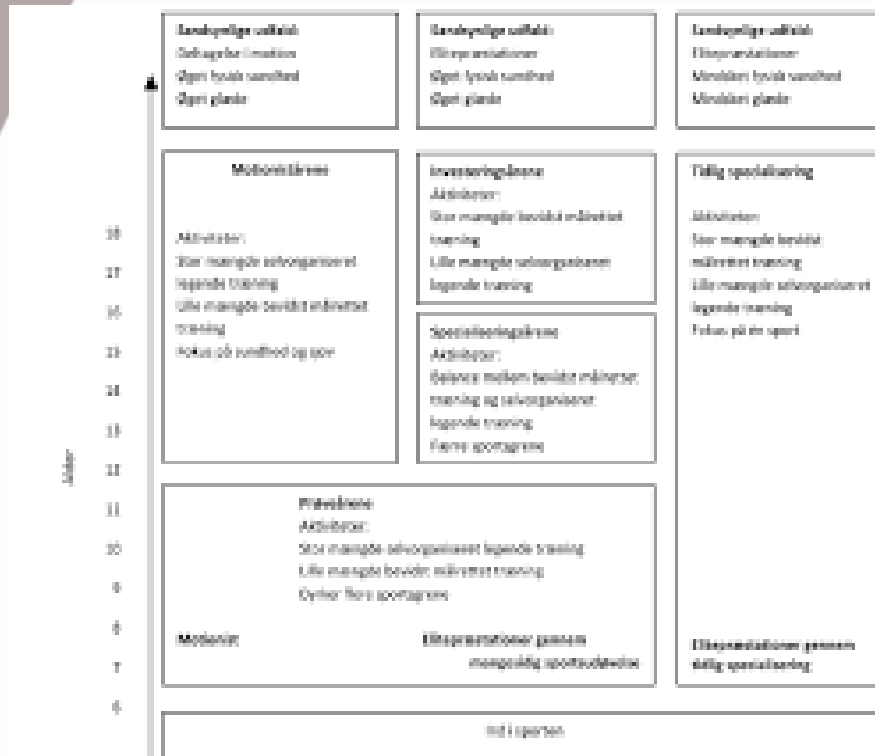 Sandsynlige udfald:
Deltagelse i motion
Øget fysisk sundhed
Øget glæde
Sandsynlige udfald:
Elitepræstationer
Øget fysisk sundhed
Øget glæde
Sandsynlige udfald:
Elitepræstationer
Mindsket fysisk sundhed
Mindsket glæde
Motionistårene
Aktiviteter:
Stor mængde selvorganiseret
legende træning
Lille mængde bevidst målrettet
træning
Fokus på sundhed og sjov
Investeringsårene
Aktiviteter:
Stor mængde bevidst målrettet
træning
Lille mængde selvorganiseret
legende træning
Specialiseringsårene
Aktiviteter:
Balance mellem bevidst målrettet
træning og selvorganiseret
legende træning
Færre sportsgrene
Tidlig specialisering
Aktiviteter:
Stor mængde bevidst
målrettet træning
Lille mængde selvorganiseret
legende træning
Fokus på én sport
18
17
16
15
14
13
12
11
10
9
8
7
6
Alder
Prøveårene
Aktiviteter:
Stor mængde selvorganiseret legende træning
Lille mængde bevidst målrettet træning
Dyrker flere sportsgrene
Motionist
Elitepræstationer gennem
mangesidig sportsudøvelse
Elitepræstationer gennem
tidlig specialisering
Ind i sporten